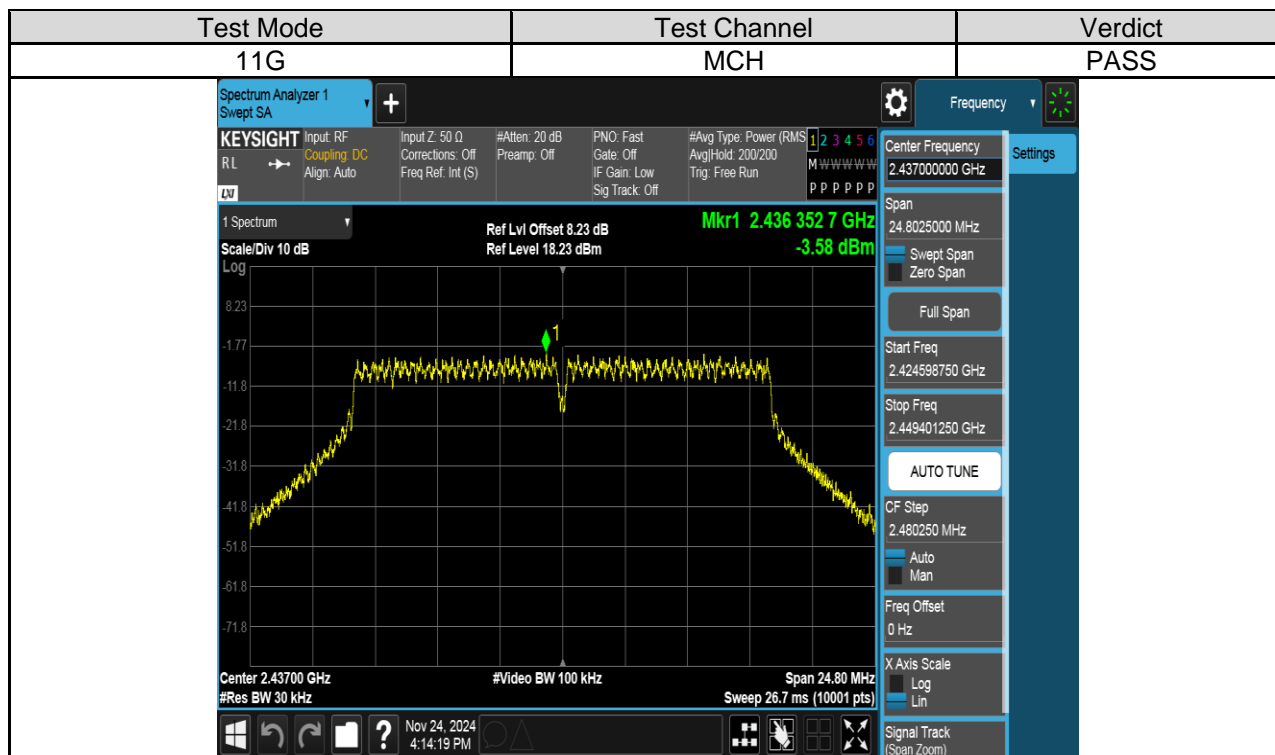 Test Mode Test Channel Verdict
11G MCH PASS
Spectrum Analyzer 1
Swept SA
+
Frequency
KEYSIGHT
R L
LXI
Input: RF
Coupling: DC
Align: Auto
Input Z: 50 Ω
Corrections: Off
Freq Ref: Int (S)
#Atten: 20 dB
Preamp: Off
PNO: Fast
Gate: Off
IF Gain: Low
Sig Track: Off
#Avg Type: Power (RMS
Avg|Hold: 200/200
Trig: Free Run
1 2 3 4 5 6
M W W W W W
P P P P P P
1 Spectrum
Scale/Div 10 dB
Ref Lvl Offset 8.23 dB
Ref Level 18.23 dBm
Mkr1 2.436 352 7 GHz
-3.58 dBm
Log
8.23
-1.77
-11.8
-21.8
-31.8
-41.8
-51.8
-61.8
-71.8
1
Center 2.43700 GHz
#Res BW 30 kHz
#Video BW 100 kHz
Span 24.80 MHz
Sweep 26.7 ms (10001 pts)
Center Frequency
2.437000000 GHz
Settings
Span
24.8025000 MHz
Swept Span
Zero Span
Full Span
Start Freq
2.424598750 GHz
Stop Freq
2.449401250 GHz
AUTO TUNE
CF Step
2.480250 MHz
Auto
Man
Freq Offset
0 Hz
X Axis Scale
Log
Lin
Signal Track
(Span Zoom)
?
Nov 24, 2024
4:14:19 PM